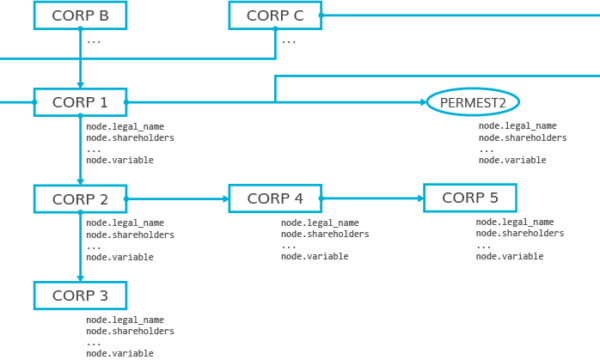 CORP B
CORP C
...
...
CORP 1
PERMEST2
node.legal_name
node.shareholders
...
node.variable
node.legal_name
node.shareholders
...
node.variable
CORP 2
CORP 4
CORP 5
node.legal_name
node.shareholders
...
node.variable
node.legal_name
node.shareholders
...
node.variable
node.legal_name
node.shareholders
...
node.variable
CORP 3
node.legal_name
node.shareholders
...
node.variable